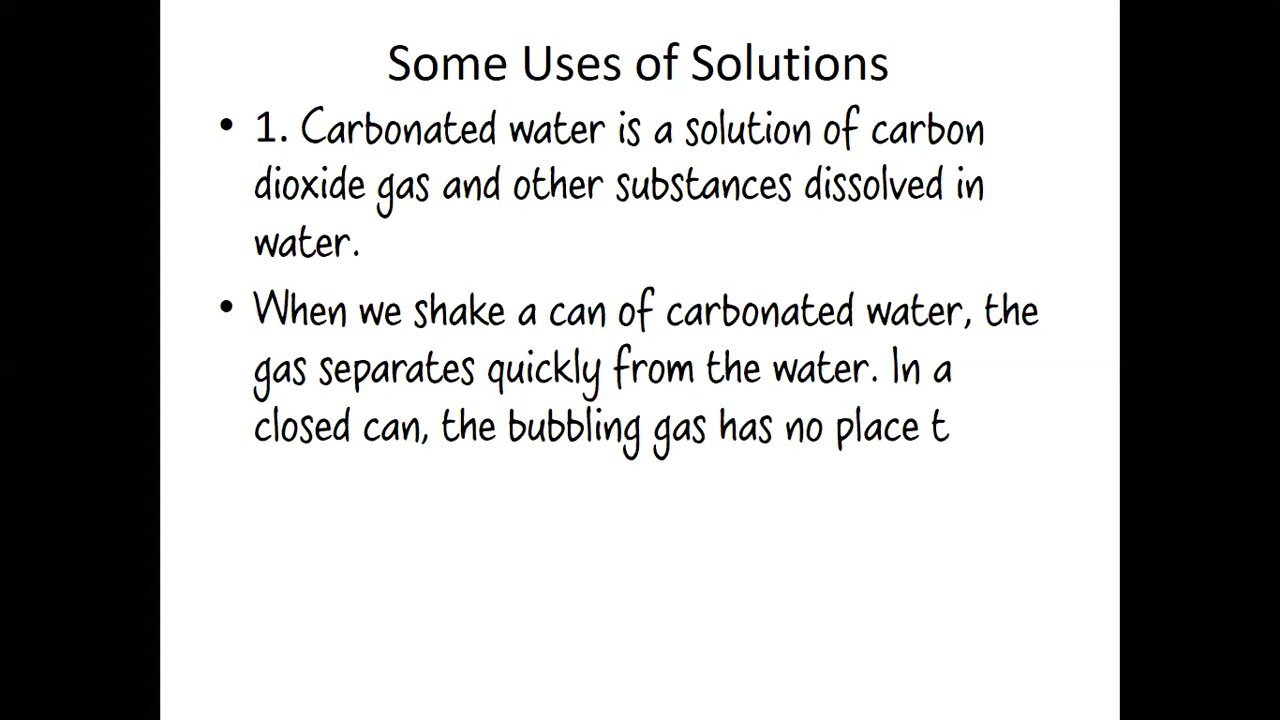 Some Uses of Solutions
• 1. Carbonated water is a solution of carbon
dioxide gas and other substances dissolved in
water.
• When we shake a can of carbonated water, the
gas separates quickly from the water. In a
closed can, the bubbling gas has no place t